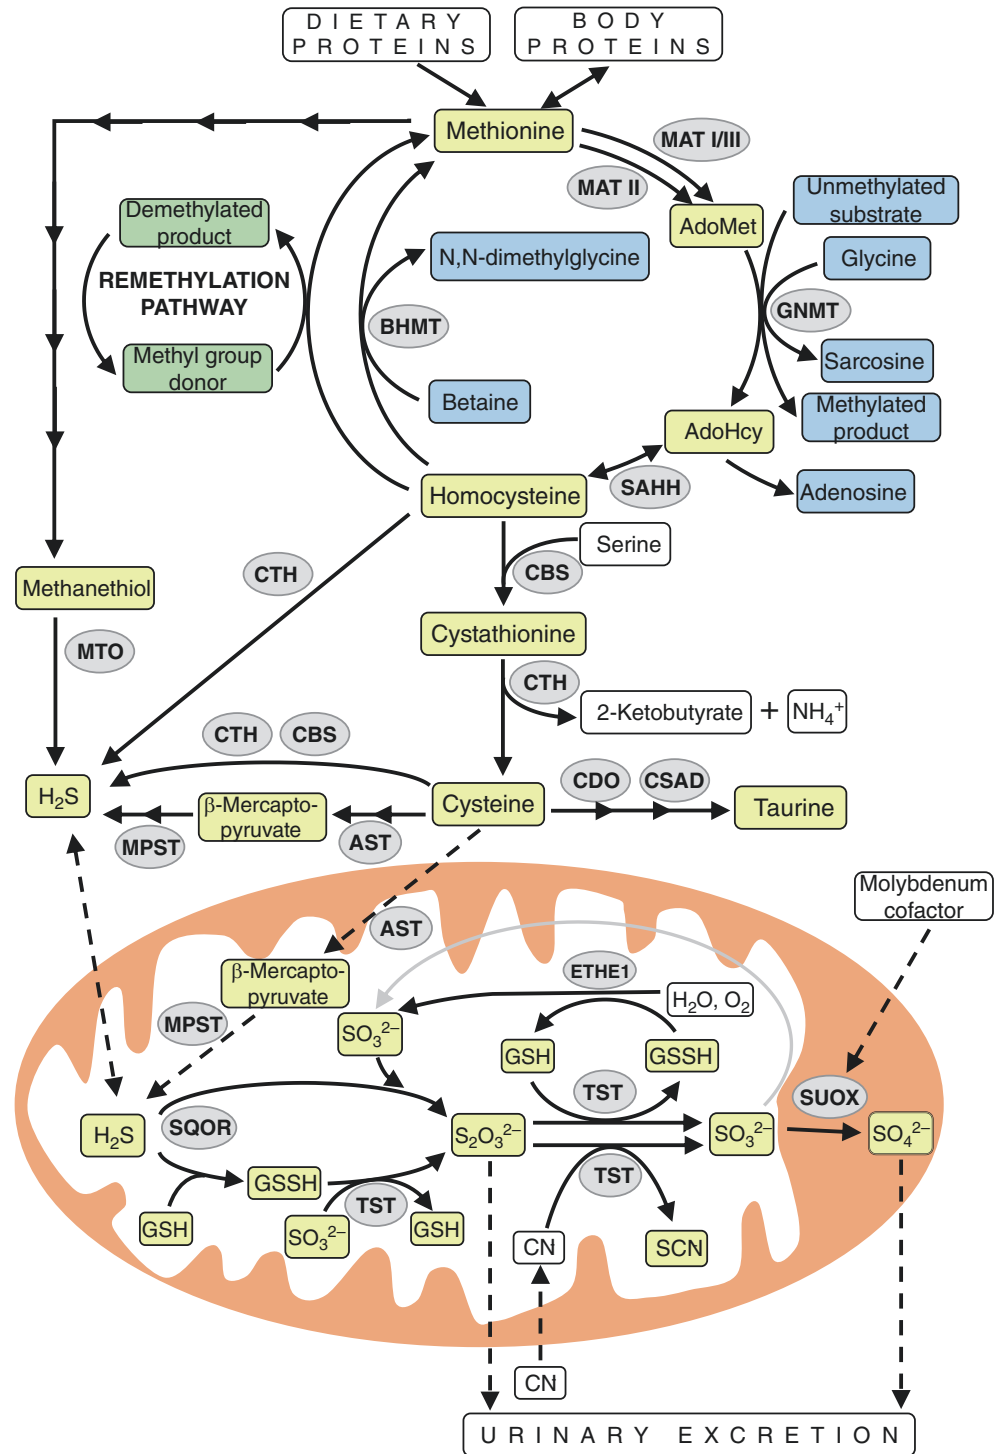 DIETARY
PROTEINS
BODY
PROTEINS
Methionine
MAT I/III
MAT II
Unmethylated
substrate
Demethylated
product
AdoMet
N,N-dimethylglycine
Glycine
REMETHYLATION
PATHWAY
BHMT
GNMT
Methyl group
donor
Sarcosine
Betaine
Methylated
product
AdoHcy
Homocysteine
SAHH
Adenosine
Serine
CTH
CBS
Methanethiol
Cystathionine
MTO
CTH
2-Ketobutyrate + NH₄⁺
CTH CBS
H₂S
β-Mercapto-
pyruvate
Cysteine
CDO CSAD
Taurine
MPST
AST
Molybdenum
cofactor
AST
β-Mercapto-
pyruvate
ETHE1
H₂O, O₂
MPST
SO₃²⁻
GSH
GSSH
TST
SUOX
H₂S
SQOR
S₂O₃²⁻
SO₃²⁻
SO₄²⁻
GSSH
TST
TST
GSH
SO₃²⁻
GSH
CN⁻
SCN⁻
CN⁻
URINARY EXCRETION